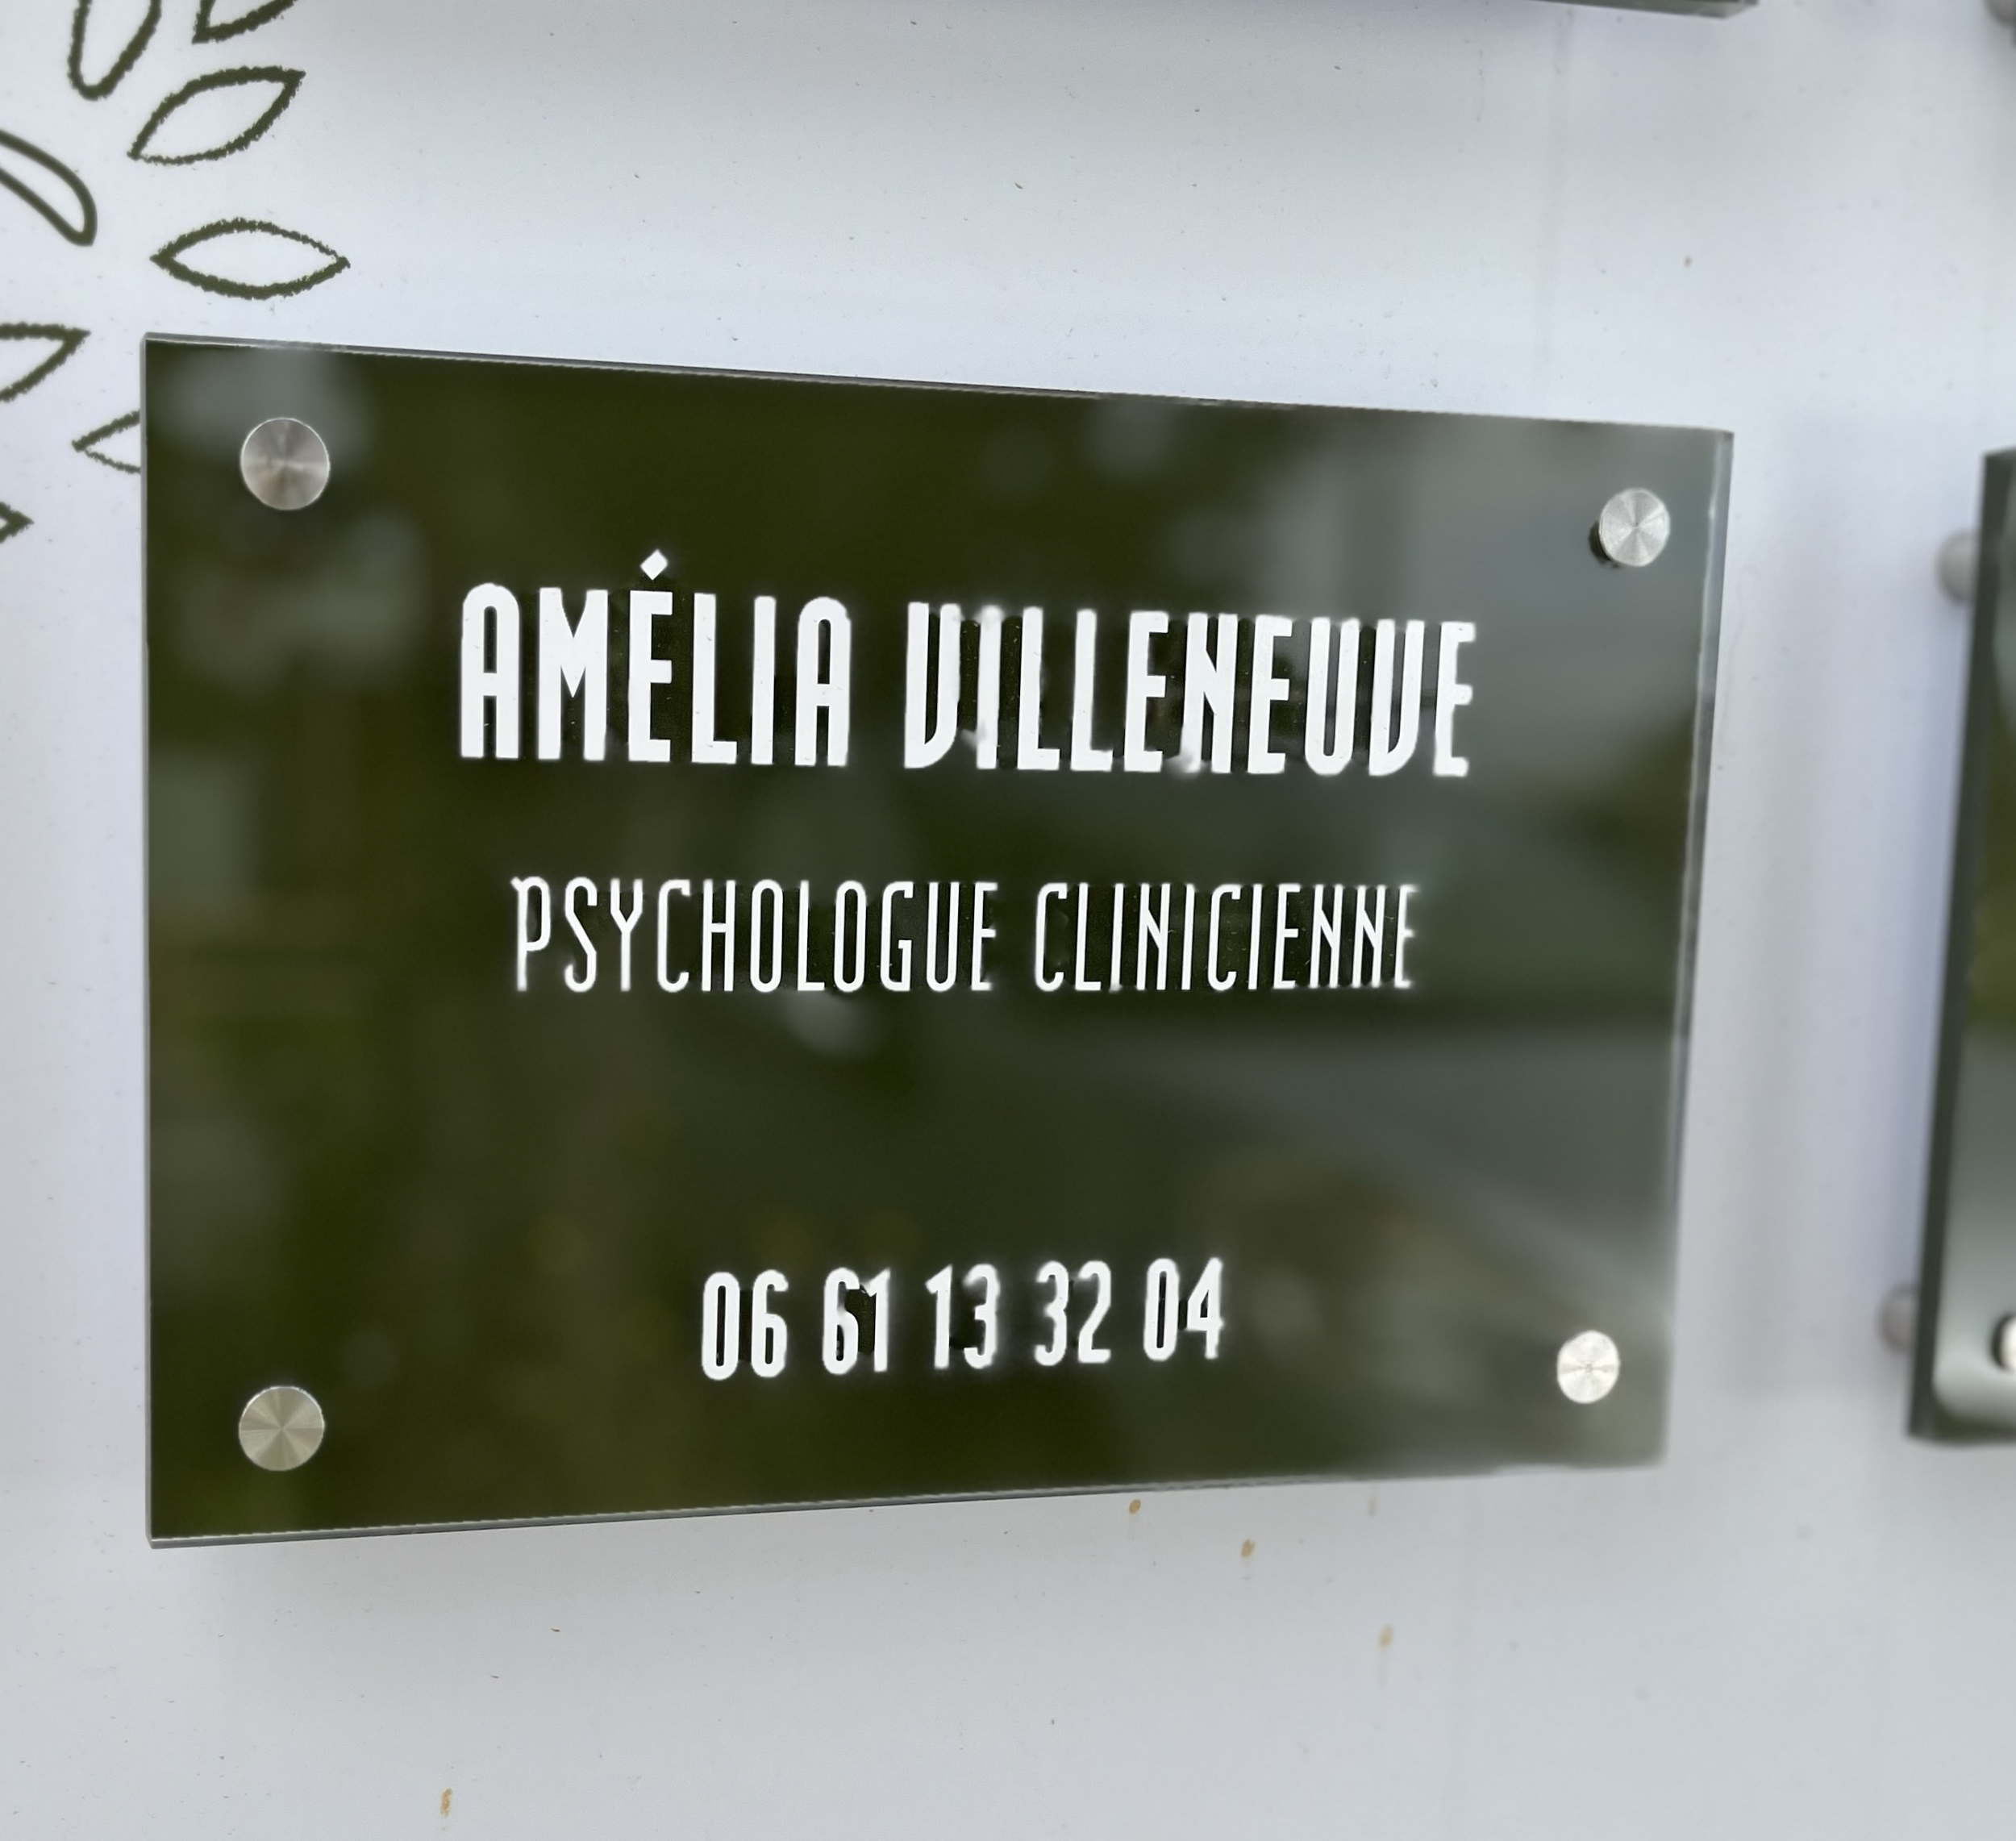 AMÉLIA VILLENEUVE
PSYCHOLOGUE CLINICIENNE
06 61 13 32 04